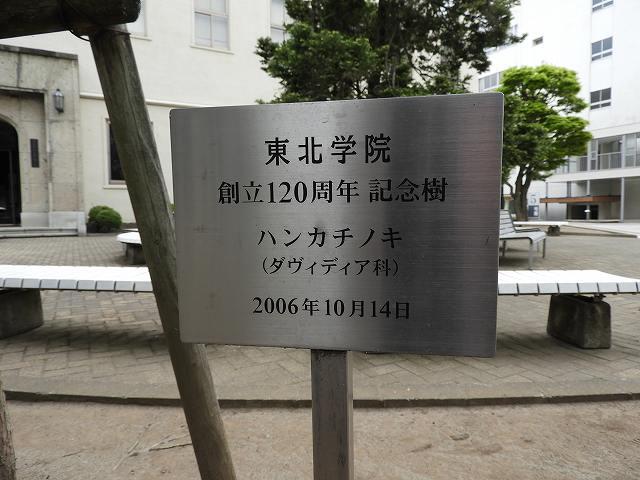 東北学院
創立120周年 記念樹
ハンカチノキ
(ダヴィディア科)
2006年10月14日